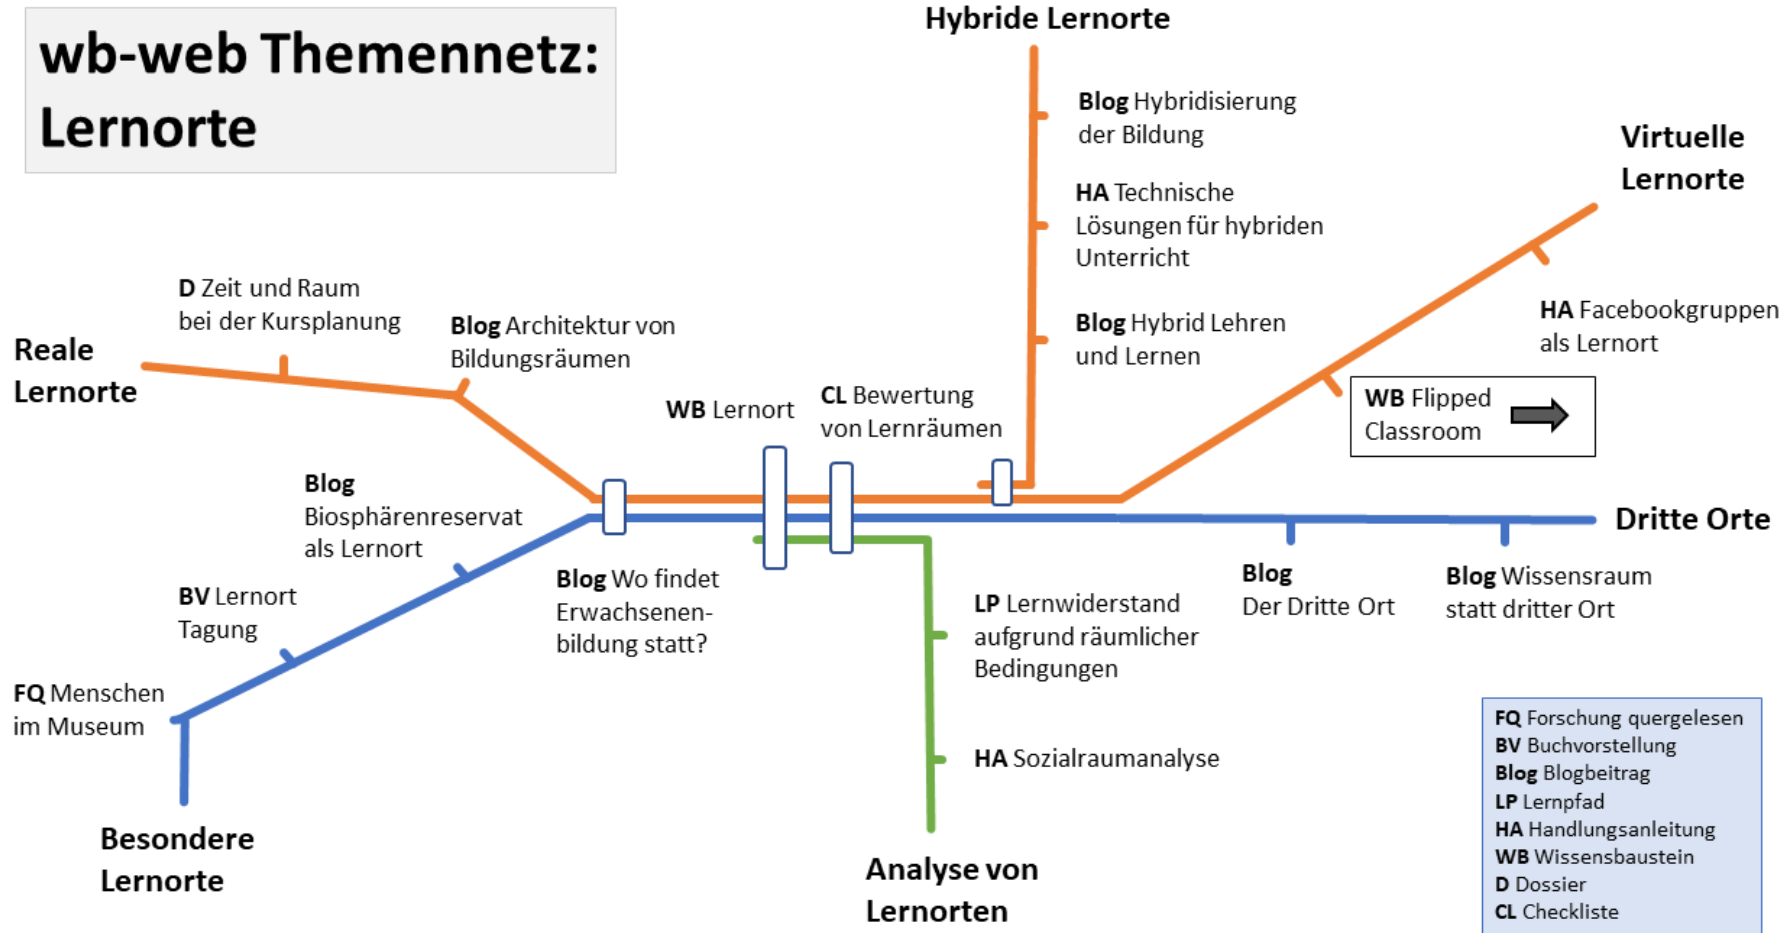 wb-web Themennetz:
Lernorte
Hybride Lernorte
Blog Hybridisierung
der Bildung
HA Technische
Lösungen für hybriden
Unterricht
Blog Hybrid Lehren
und Lernen
Virtuelle
Lernorte
HA Facebookgruppen
als Lernort
WB Flipped
Classroom
D Zeit und Raum
bei der Kursplanung
Blog Architektur von
Bildungsräumen
Reale
Lernorte
WB Lernort
CL Bewertung
von Lernräumen
Blog
Biosphärenreservat
als Lernort
BV Lernort
Tagung
FQ Menschen
im Museum
Besondere
Lernorte
Blog Wo findet
Erwachsenen-
bildung statt?
LP Lernwiderstand
aufgrund räumlicher
Bedingungen
HA Sozialraumanalyse
Analyse von
Lernorten
Dritte Orte
Blog
Der Dritte Ort
Blog Wissensraum
statt dritter Ort
FQ Forschung quergelesen
BV Buchvorstellung
Blog Blogbeitrag
LP Lernpfad
HA Handlungsanleitung
WB Wissensbaustein
D Dossier
CL Checkliste